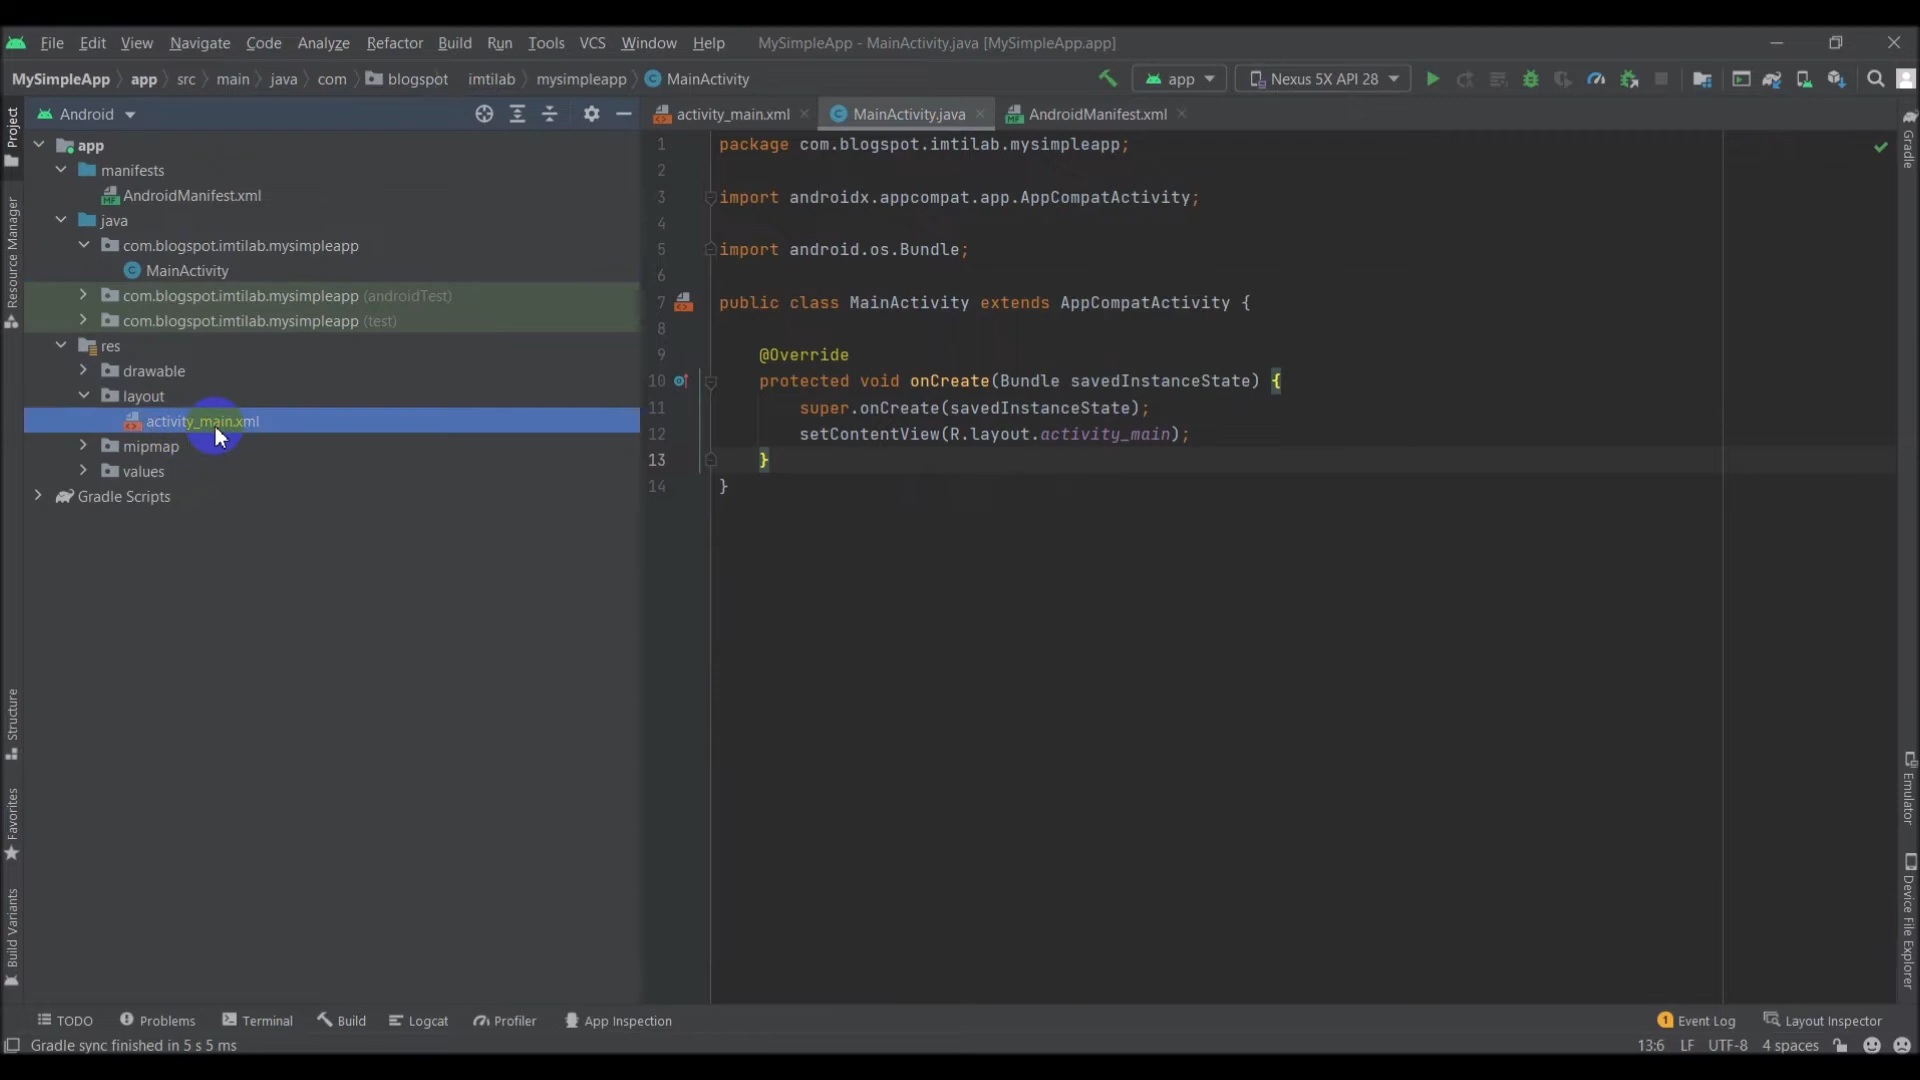 File Edit View Navigate Code Analyze Refactor Build Run Tools VCS Window Help MySimpleApp - MainActivity.java [MySimpleApp.app]
MySimpleApp app src main java com blogspot imtilab mysimpleapp MainActivity app Nexus 5X API 28
Android
activity_main.xml MainActivity.java AndroidManifest.xml
Project
Resource Manager
Structure
Favorites
Build Variants
app
manifests
AndroidManifest.xml
java
com.blogspot.imtilab.mysimpleapp
MainActivity
com.blogspot.imtilab.mysimpleapp (androidTest)
com.blogspot.imtilab.mysimpleapp (test)
res
drawable
layout
activity_main.xml
mipmap
values
Gradle Scripts
1 package com.blogspot.imtilab.mysimpleapp;
2
3 import androidx.appcompat.app.AppCompatActivity;
4
5 import android.os.Bundle;
6
7 public class MainActivity extends AppCompatActivity {
8
9 @Override
10 protected void onCreate(Bundle savedInstanceState) {
11 super.onCreate(savedInstanceState);
12 setContentView(R.layout.activity_main);
13 }
14 }
Gradle
Emulator
Device File Explorer
TODO Problems Terminal Build Logcat Profiler App Inspection 1 Event Log Layout Inspector
Gradle sync finished in 5 s 5 ms 13:6 LF UTF-8 4 spaces